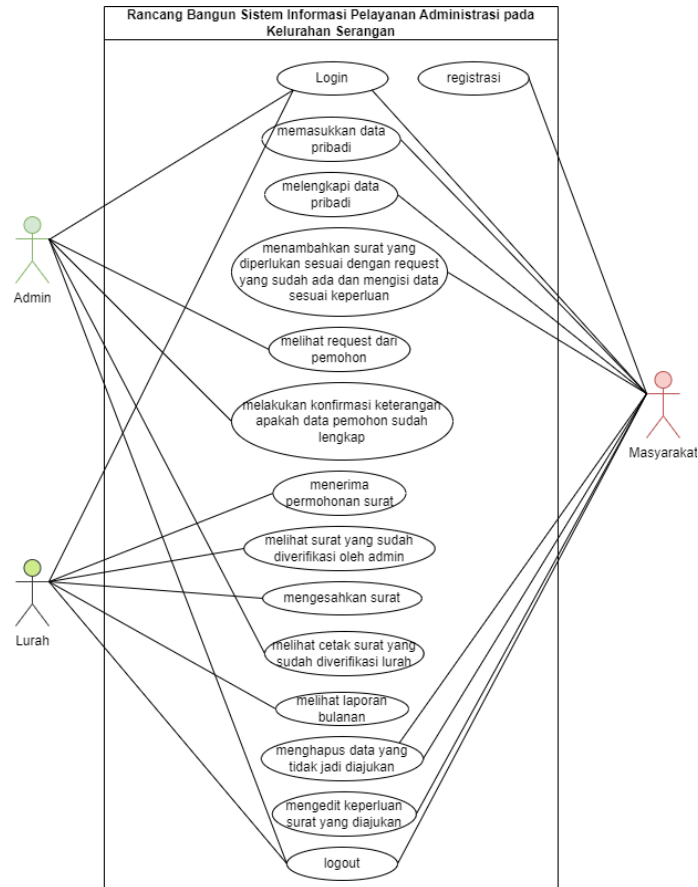 Rancang Bangun Sistem Informasi Pelayanan Administrasi pada
Kelurahan Serangan
Login
registrasi
memasukkan data
pribadi
melengkapi data
pribadi
menambahkan surat yang
diperlukan sesuai dengan request
yang sudah ada dan mengisi data
sesuai keperluan
Admin
melihat request dari
pemohon
melakukan konfirmasi keterangan
apakah data pemohon sudah
lengkap
Masyarakat
menerima
permohonan surat
melihat surat yang sudah
diverifikasi oleh admin
mengesahkan surat
Lurah
melihat cetak surat yang
sudah diverifikasi lurah
melihat laporan
bulanan
menghapus data yang
tidak jadi diajukan
mengedit keperluan
surat yang diajukan
logout